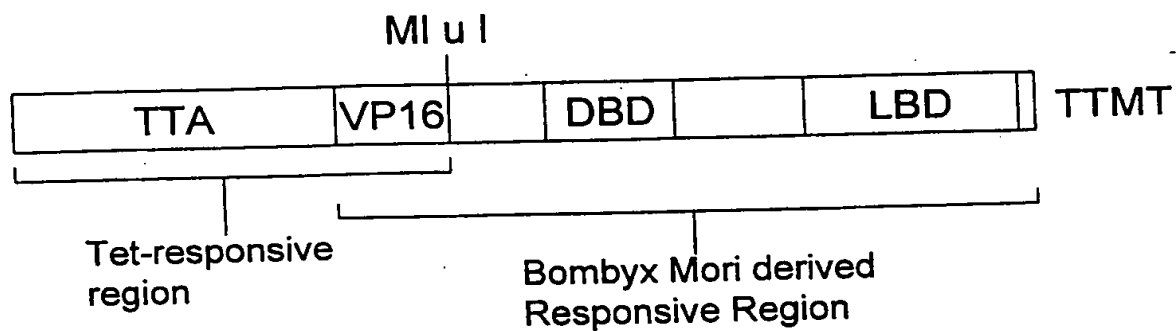 Ml u I
TTA VP16 DBD LBD TTMT
Tet-responsive
region
Bombyx Mori derived
Responsive Region